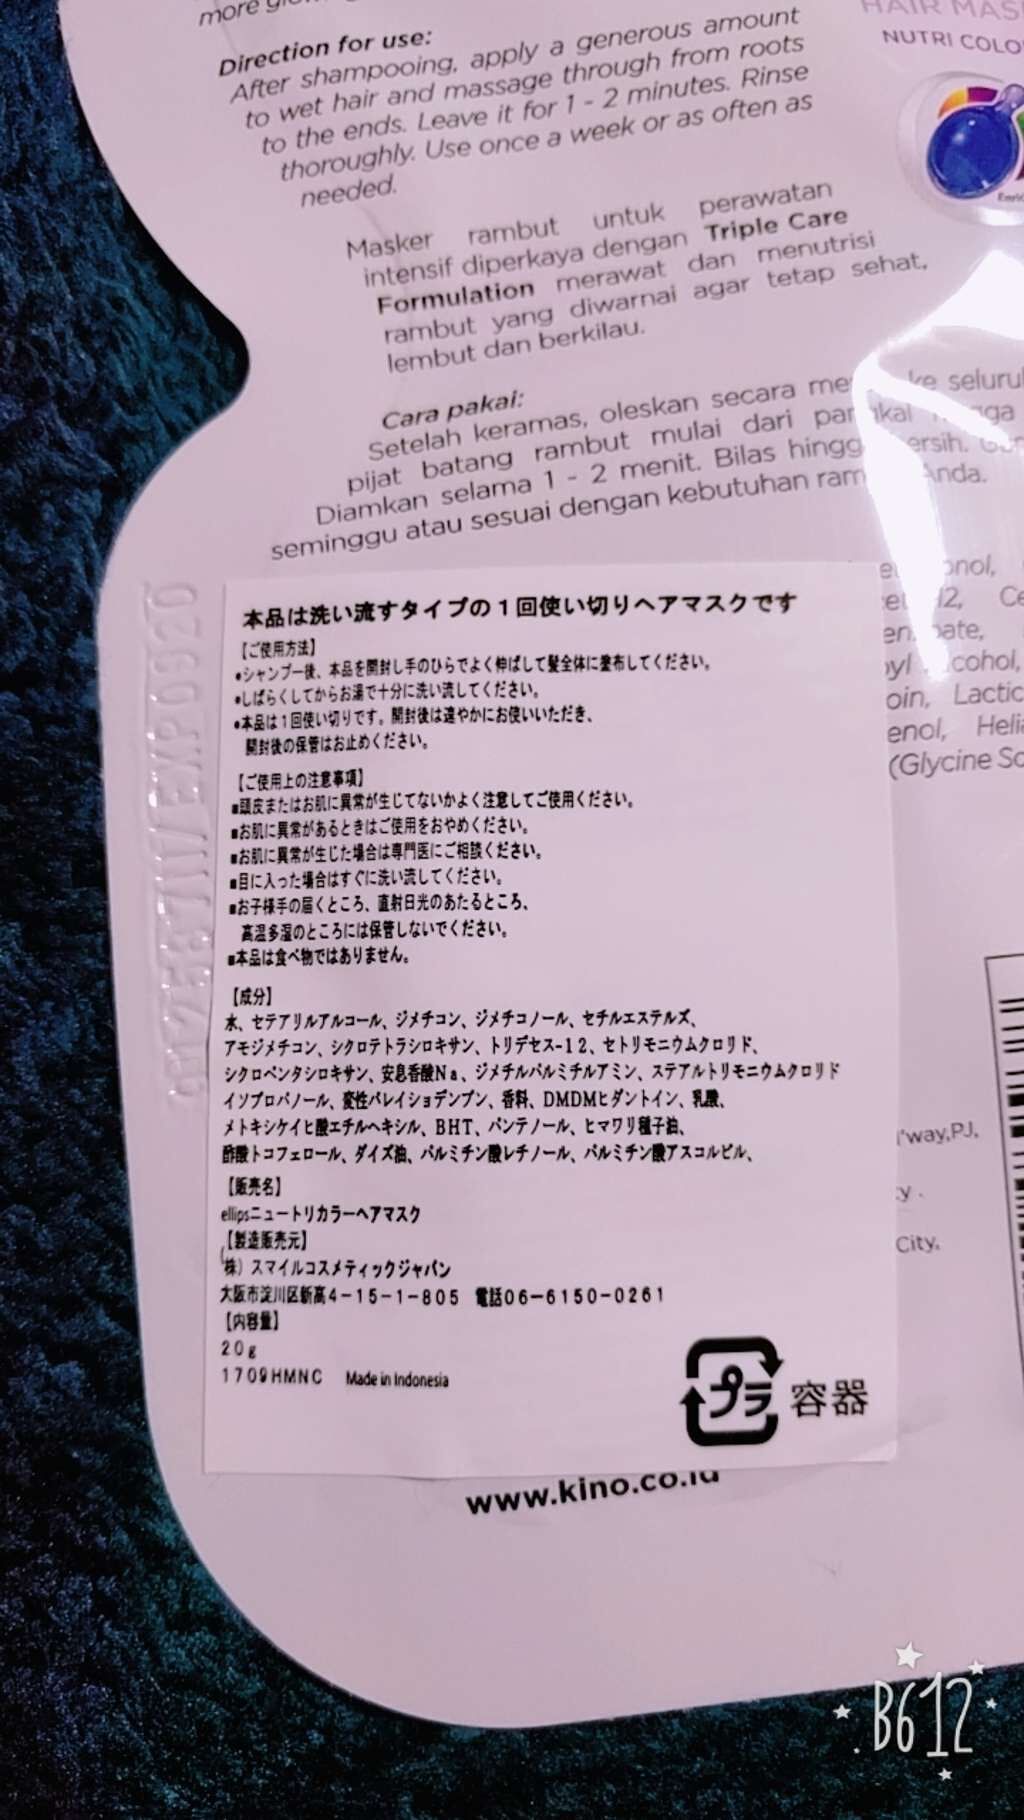 more
Direction for use:
After shampooing, apply a generous amount
to wet hair and massage through from roots
to the ends. Leave it for 1 - 2 minutes. Rinse
thoroughly. Use once a week or as often as
needed.
HAIR MAS
NUTRI COLO
Masker rambut untuk perawatan
intensif diperkaya dengan Triple Care
Formulation merawat dan menutrisi
rambut yang diwarnai agar tetap sehat,
lembut dan berkilau.
Cara pakai:
Setelah keramas, oleskan secara ke
pijat batang rambut mulai dari
Diamkan selama 1 - 2 menit. Bilas
seminggu atau sesuai dengan kebutuhan Anda.
本品は洗い流すタイプの1回使い切りヘアマスクです
【ご使用方法】
●シャンプー後、本品を開封し手のひらでよく伸ばして髪全体に塗布してください。
●しばらくしてからお湯で十分に洗い流してください。
●本品は1回使い切りです。開封後は速やかにお使いいただき、
開封後の保管はお止めください。
【ご使用上の注意事項】
■頭皮またはお肌に異常が生じてないかよく注意してご使用ください。
■お肌に異常があるときはご使用をおやめください。
■お肌に異常が生じた場合は専門医にご相談ください。
■目に入った場合はすぐに洗い流してください。
■お子様手の届くところ、直射日光のあたるところ、
高温多湿のところには保管しないでください。
■本品は食べ物ではありません。
【成分】
水、セテアリルアルコール、ジメチコン、ジメチコノール、セチルエステルズ、
アモジメチコン、シクロテトラシロキサン、トリデセス-12、セトリモニウムクロリド、
シクロペンタシロキサン、安息香酸Na、ジメチルパルミチルアミン、ステアルトリモニウムクロリド
イソプロパノール、変性バレイショデンプン、香料、DMDMヒダントイン、乳酸、
メトキシケイヒ酸エチルヘキシル、BHT、パンテノール、ヒマワリ種子油、
酢酸トコフェロール、ダイズ油、パルミチン酸レチノール、パルミチン酸アスコルビル、
【販売名】
ellipsニュートリカラーヘアマスク
【製造販売元】
(株)スマイルコスメティックジャパン
大阪市淀川区新高4-15-1-805 電話06-6150-0261
【内容量】
20g
1709HMNC Made in Indonesia
プラ 容器
Lactic
(Glycine
way,PJ,
City.
www.kino.co.id
B612